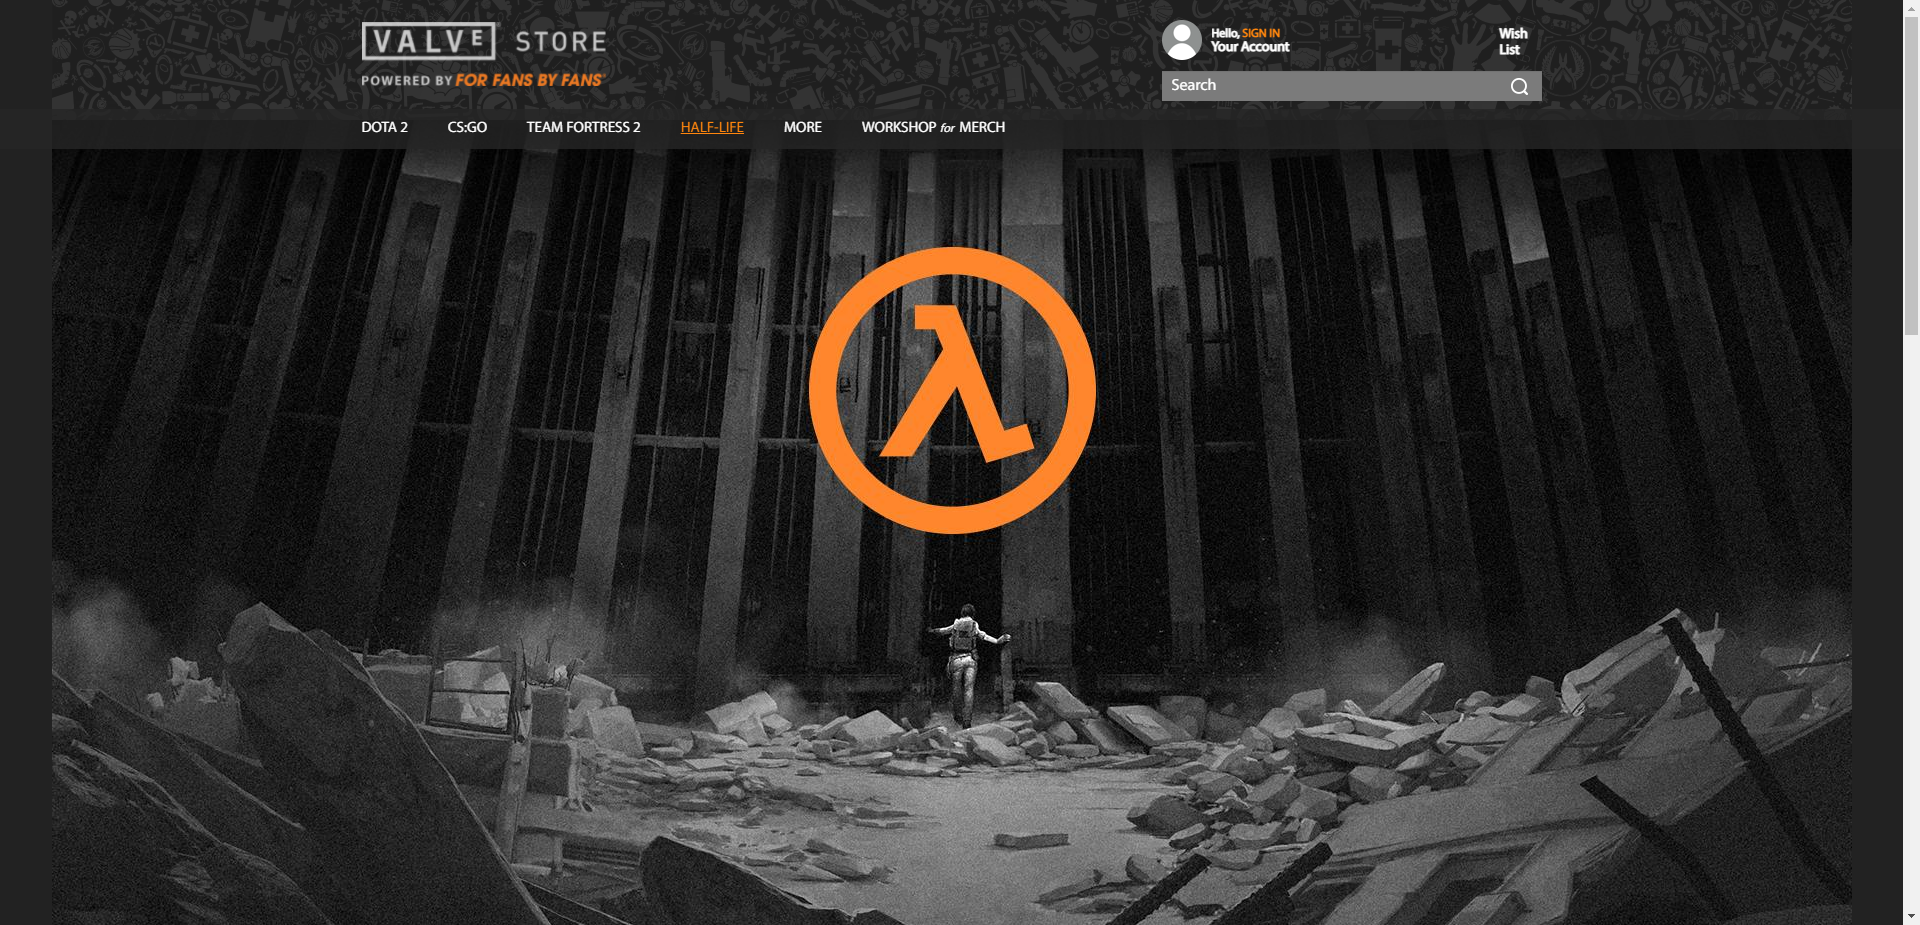 VALVE STORE
POWERED BY FOR FANS BY FANS
Hello, SIGN IN
Your Account
Wish
List
Search
DOTA 2 CS:GO TEAM FORTRESS 2 HALF-LIFE MORE WORKSHOP for MERCH
λ